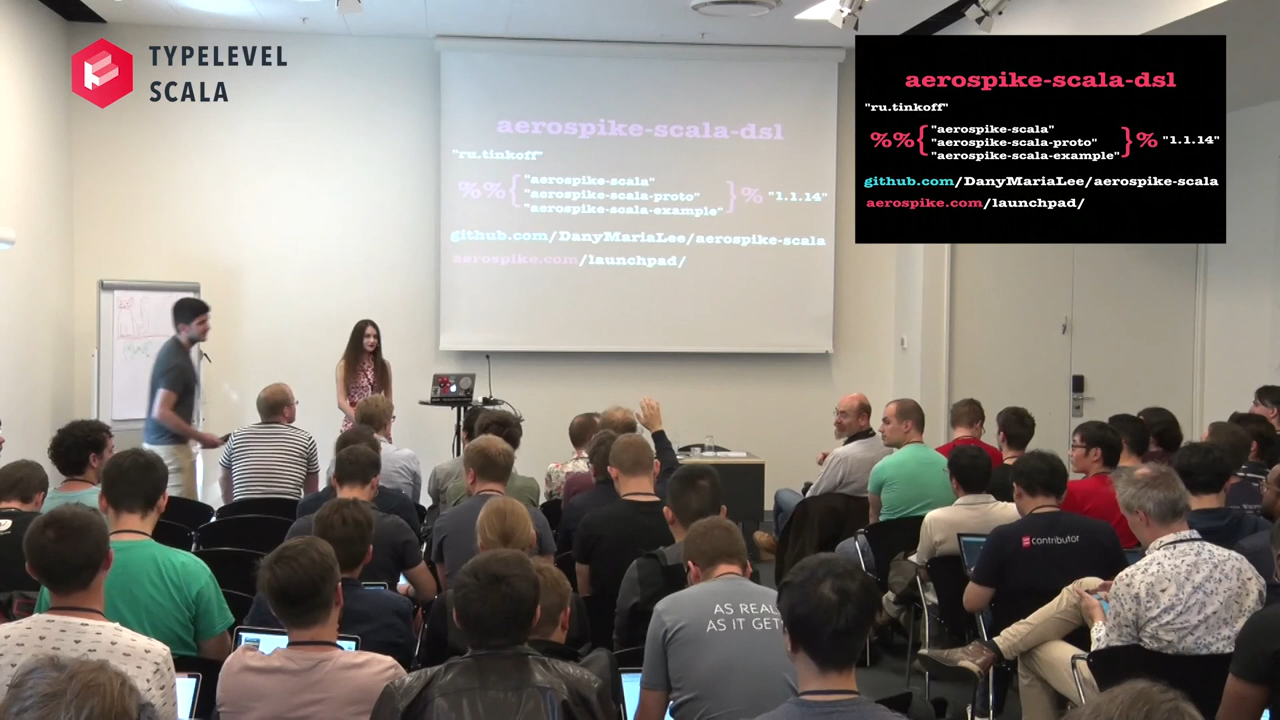 TYPELEVEL
SCALA
aerospike-scala-dsl
"ru.tinkoff"
%%{"aerospike-scala"
"aerospike-scala-proto"
"aerospike-scala-example"}% "1.1.14"
github.com/DanyMariaLee/aerospike-scala
aerospike.com/launchpad/
aerospike-scala-dsl
"ru.tinkoff"
%%{"aerospike-scala"
"aerospike-scala-proto"
"aerospike-scala-example"}% "1.1.14"
github.com/DanyMariaLee/aerospike-scala
aerospike.com/launchpad/
contributor
AS REAL
AS IT GET